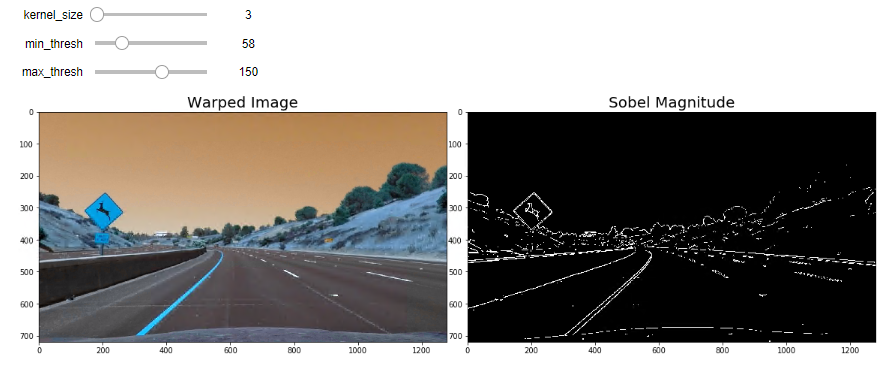 kernel_size 3
min_thresh 58
max_thresh 150
Warped Image
Sobel Magnitude
0
100
200
300
400
500
600
700
0 200 400 600 800 1000 1200
0
100
200
300
400
500
600
700
0 200 400 600 800 1000 1200